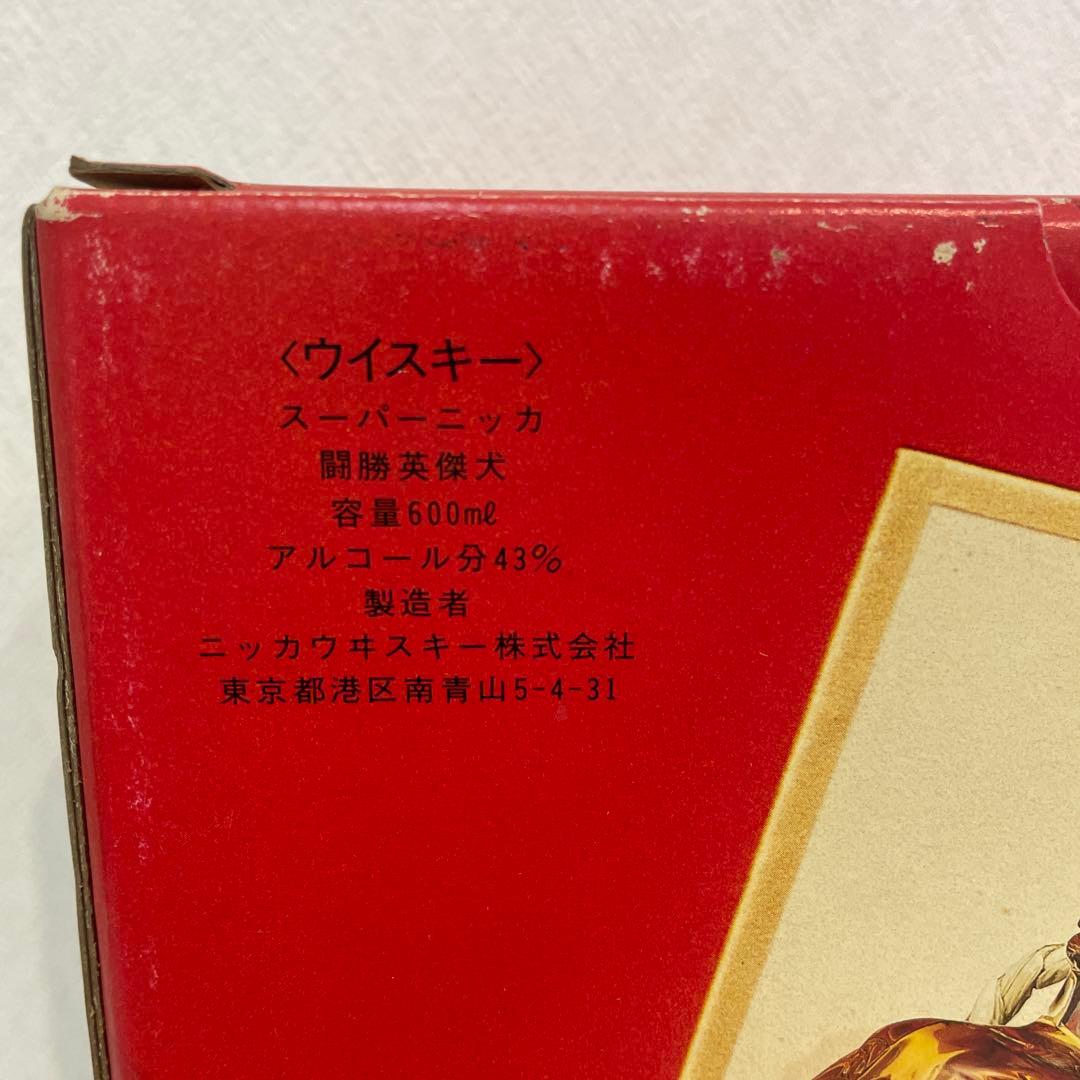 〈ウイスキー〉
スーパーニッカ
闘勝英傑犬
容量600mℓ
アルコール分43%
製造者
ニッカウヰスキー株式会社
東京都港区南青山5-4-31